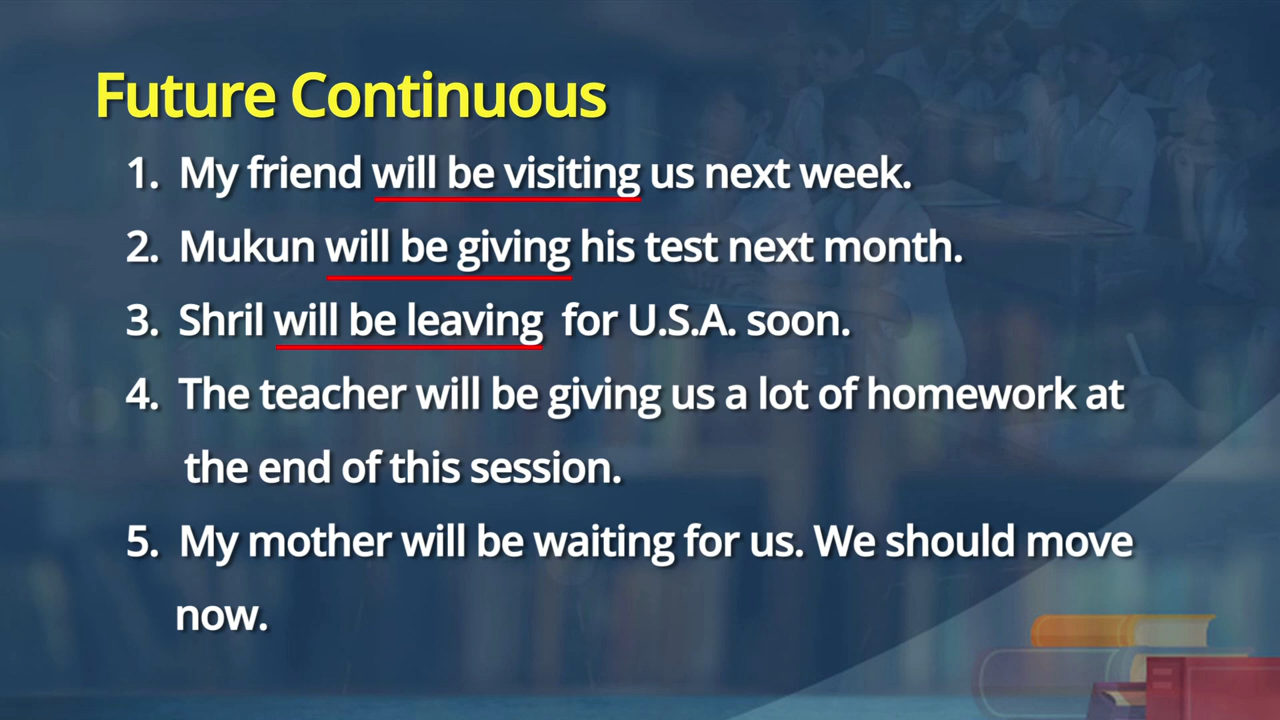 Future Continuous
1. My friend will be visiting us next week.
2. Mukun will be giving his test next month.
3. Shril will be leaving for U.S.A. soon.
4. The teacher will be giving us a lot of homework at
the end of this session.
5. My mother will be waiting for us. We should move
now.